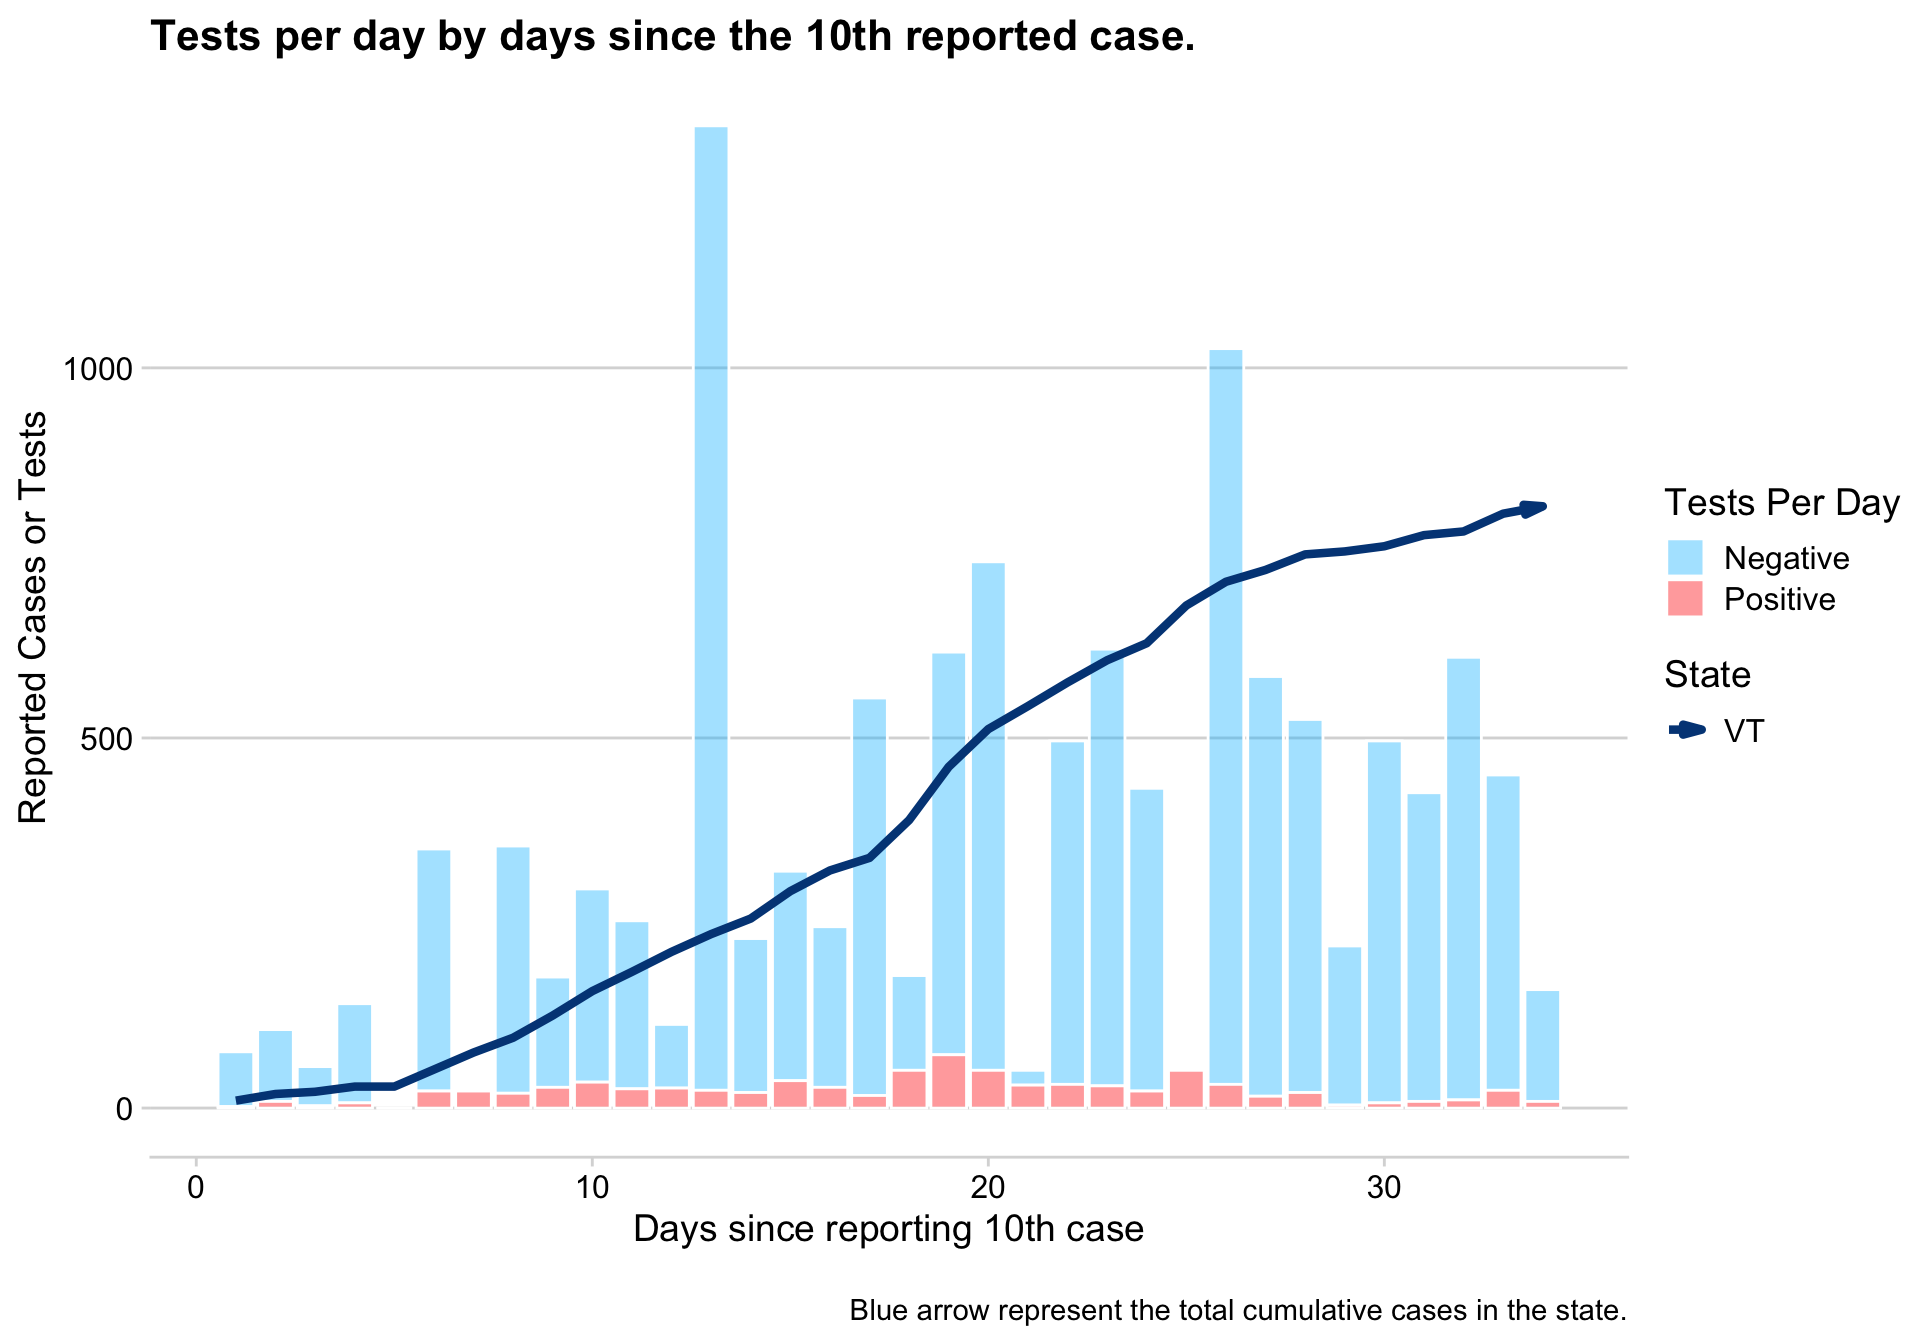 Tests per day by days since the 10th reported case.
1000
500
0
Reported Cases or Tests
0
10
20
30
Days since reporting 10th case
Tests Per Day
Negative
Positive
State
VT
Blue arrow represent the total cumulative cases in the state.